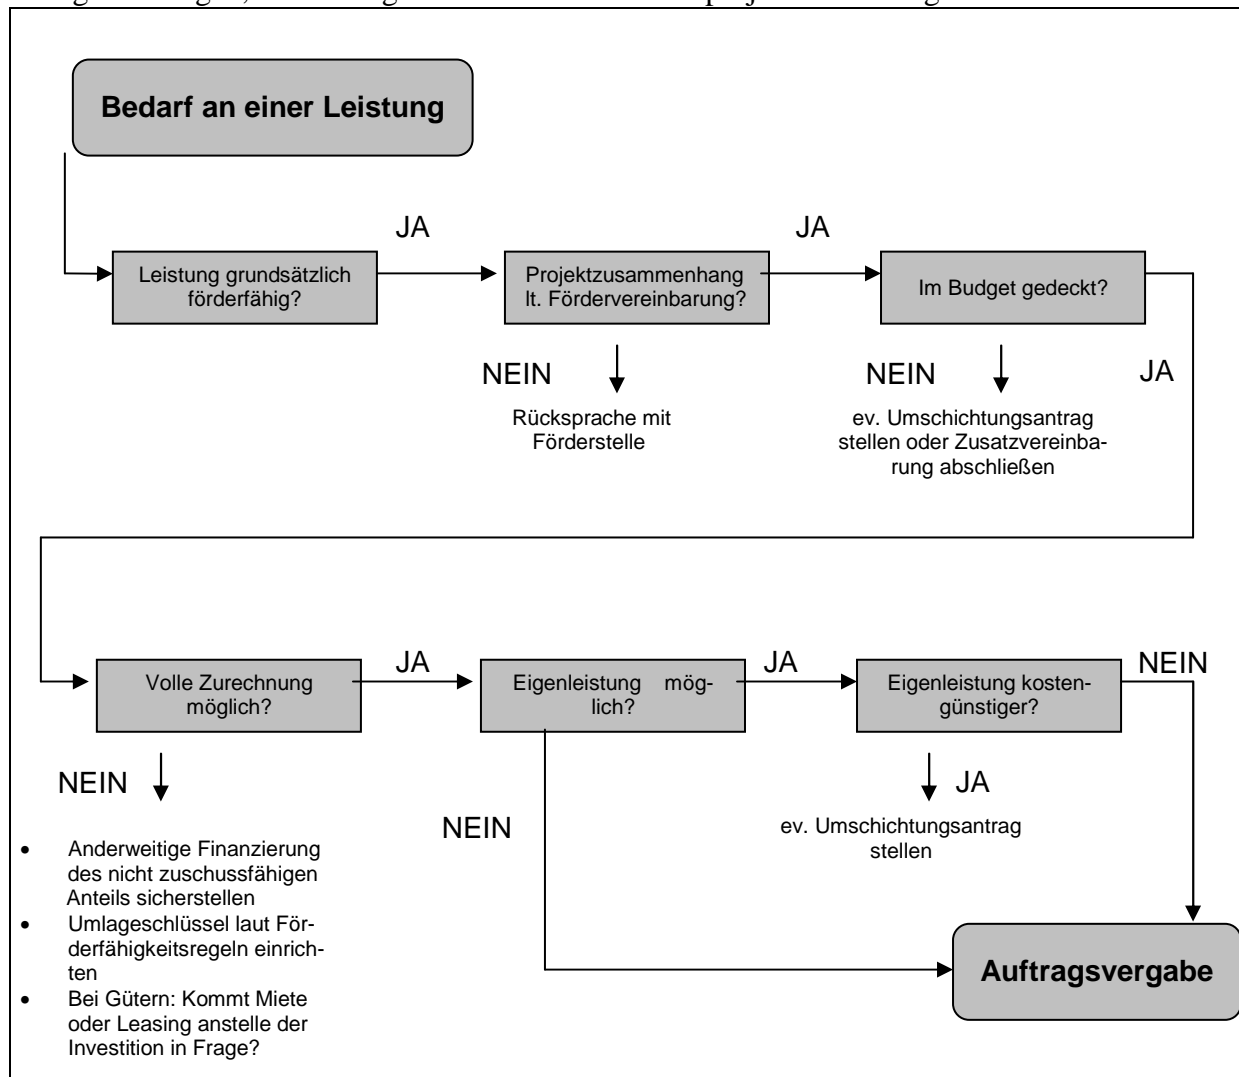 Bedarf an einer Leistung
JA
JA
Leistung grundsätzlich
förderfähig?
Projektzusammenhang
lt. Fördervereinbarung?
Im Budget gedeckt?
NEIN
NEIN
JA
Rücksprache mit
Förderstelle
ev. Umschichtungsantrag
stellen oder Zusatzvereinba-
rung abschließen
JA
JA
NEIN
Volle Zurechnung
möglich?
Eigenleistung mög-
lich?
Eigenleistung kosten-
günstiger?
NEIN
NEIN
JA
ev. Umschichtungsantrag
stellen
• Anderweitige Finanzierung
des nicht zuschussfähigen
Anteils sicherstellen
• Umlageschlüssel laut För-
derfähigkeitsregeln einrich-
ten
• Bei Gütern: Kommt Miete
oder Leasing anstelle der
Investition in Frage?
Auftragsvergabe